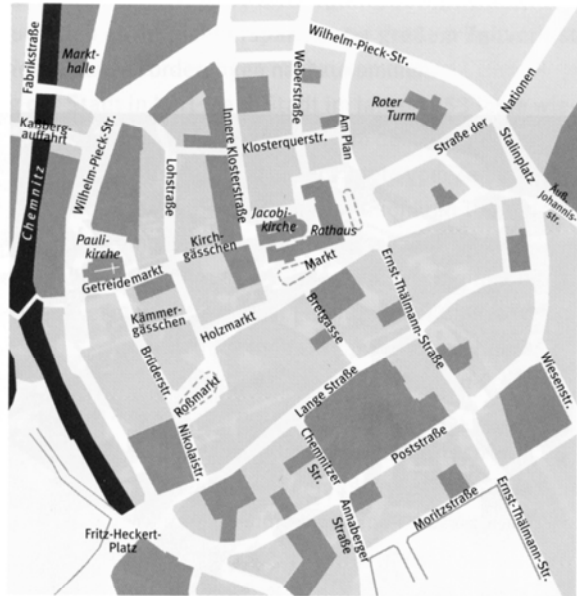 Fabrikstraße
Markt-
halle
Wilhelm-Pieck-Str.
Kaßberg-
auffahrt
Chemnitz
Wilhelm-Pieck-Str.
Lohstraße
Innere Klosterstraße
Weberstraße
Klosterquerstr.
Am Plan
Roter
Turm
Straße der
Nationen
Stalinplatz
Äuß.
Johannis-
str.
Pauli-
kirche
Getreidemarkt
Kirch-
gässchen
Jacobi-
kirche
Rathaus
Markt
Kämmer-
gässchen
Holzmarkt
Bretgasse
Ernst-Thälmann-Straße
Brüderstr.
Roßmarkt
Nikolaistr.
Lange Straße
Chemnitzer
Str.
Poststraße
Wiesenstr.
Annaberger
Straße
Moritzstraße
Ernst-Thälmann-Str.
Fritz-Heckert-
Platz